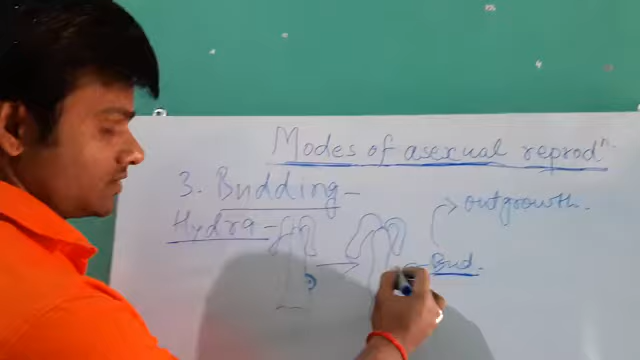 Modes of asexual reprodⁿ.
3. Budding-
outgrowth.
Hydra-
Bud.